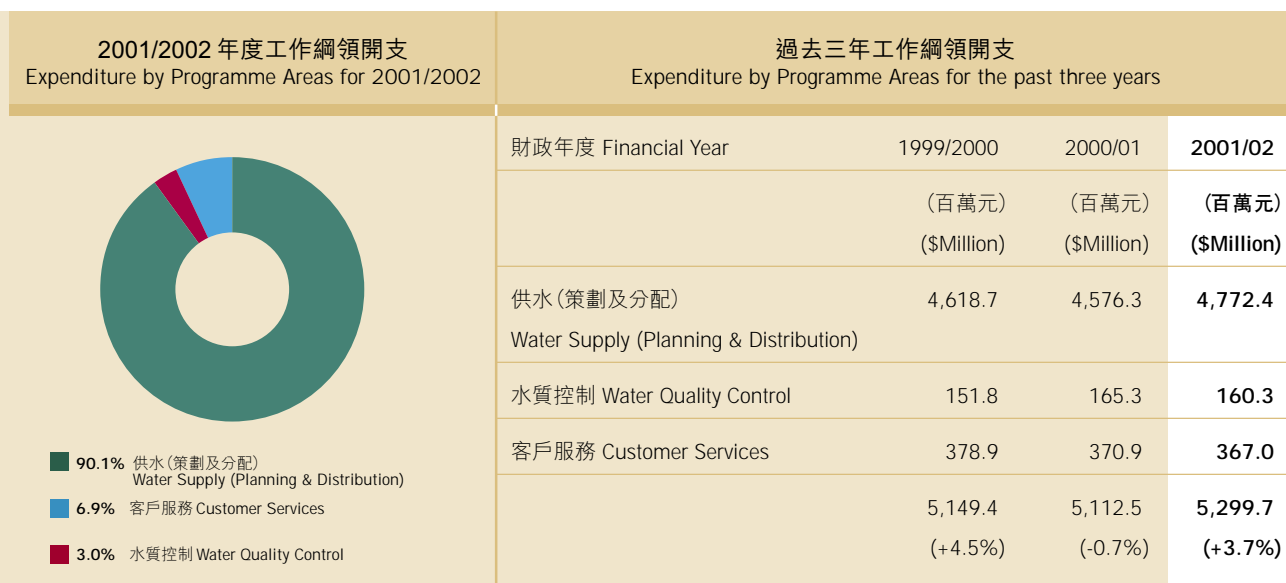 2001/2002 年度工作綱領開支
Expenditure by Programme Areas for 2001/2002
過去三年工作綱領開支
Expenditure by Programme Areas for the past three years
90.1% 供水(策劃及分配)
Water Supply (Planning & Distribution)
6.9% 客戶服務 Customer Services
3.0% 水質控制 Water Quality Control
財政年度 Financial Year 1999/2000 2000/01 2001/02
(百萬元) (百萬元) (百萬元)
($Million) ($Million) ($Million)
供水(策劃及分配) 4,618.7 4,576.3 4,772.4
Water Supply (Planning & Distribution)
水質控制 Water Quality Control 151.8 165.3 160.3
客戶服務 Customer Services 378.9 370.9 367.0
5,149.4 5,112.5 5,299.7
(+4.5%) (-0.7%) (+3.7%)